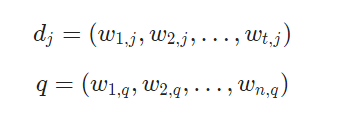 d_j = (w_{1,j}, w_{2,j}, . . . , w_{t,j})
q = (w_{1,q}, w_{2,q}, . . . , w_{n,q})